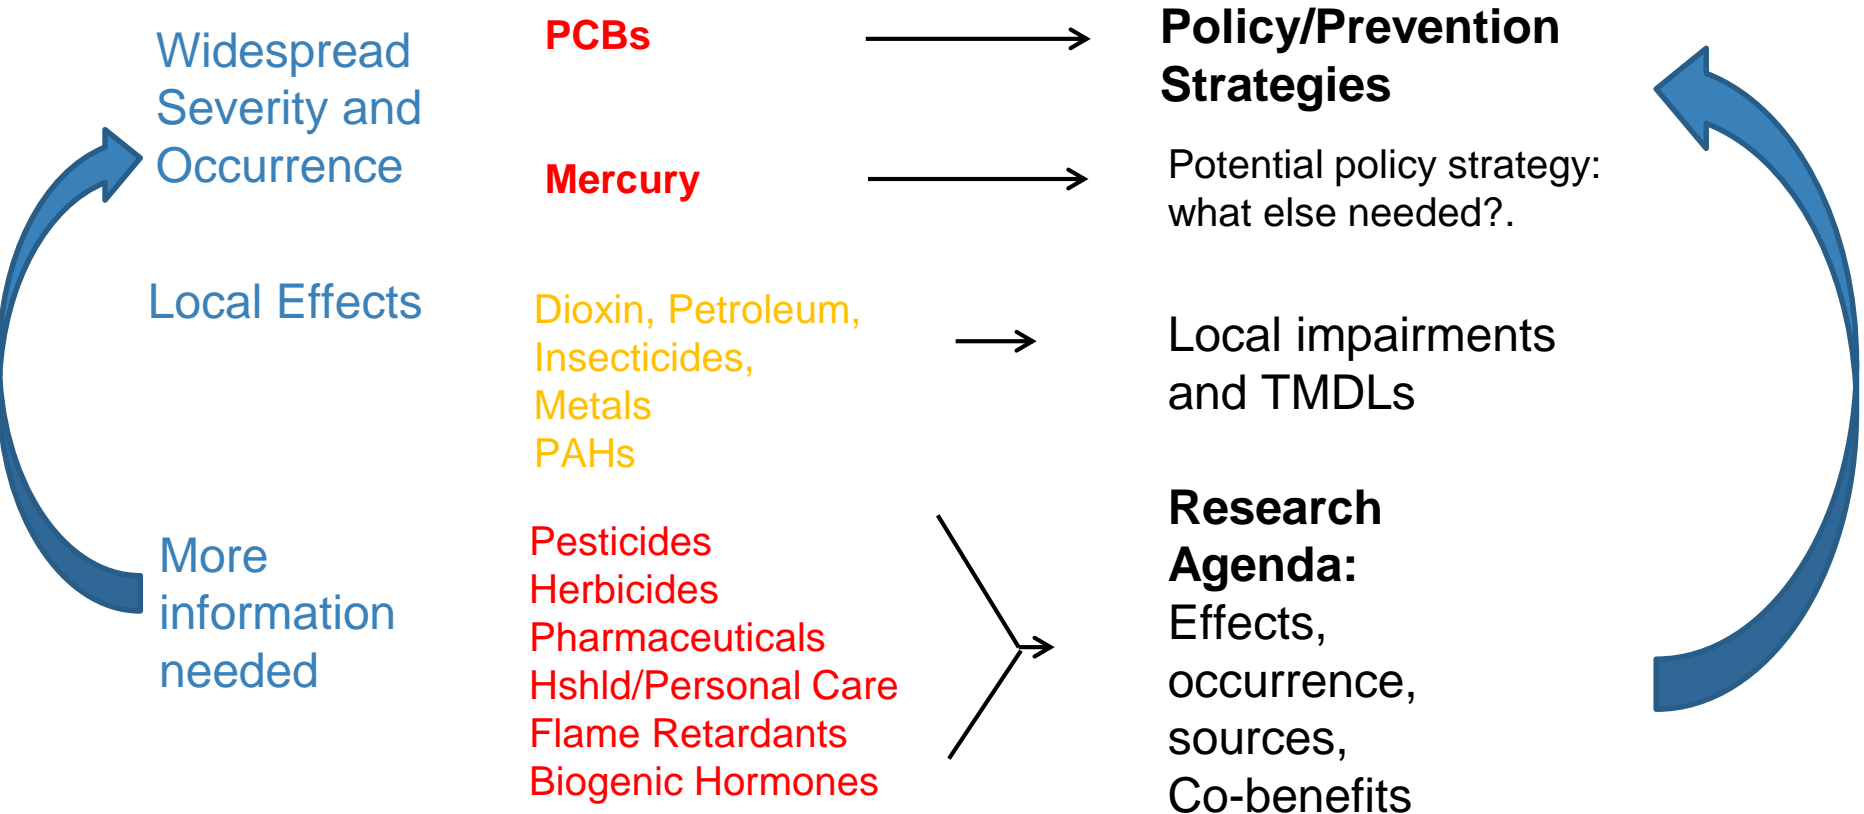 Widespread
Severity and
Occurrence
PCBs
Policy/Prevention
Strategies
Mercury
Potential policy strategy:
what else needed?.
Local Effects
Dioxin, Petroleum,
Insecticides,
Metals
PAHs
Local impairments
and TMDLs
More
information
needed
Pesticides
Herbicides
Pharmaceuticals
Hshld/Personal Care
Flame Retardants
Biogenic Hormones
Research
Agenda:
Effects,
occurrence,
sources,
Co-benefits